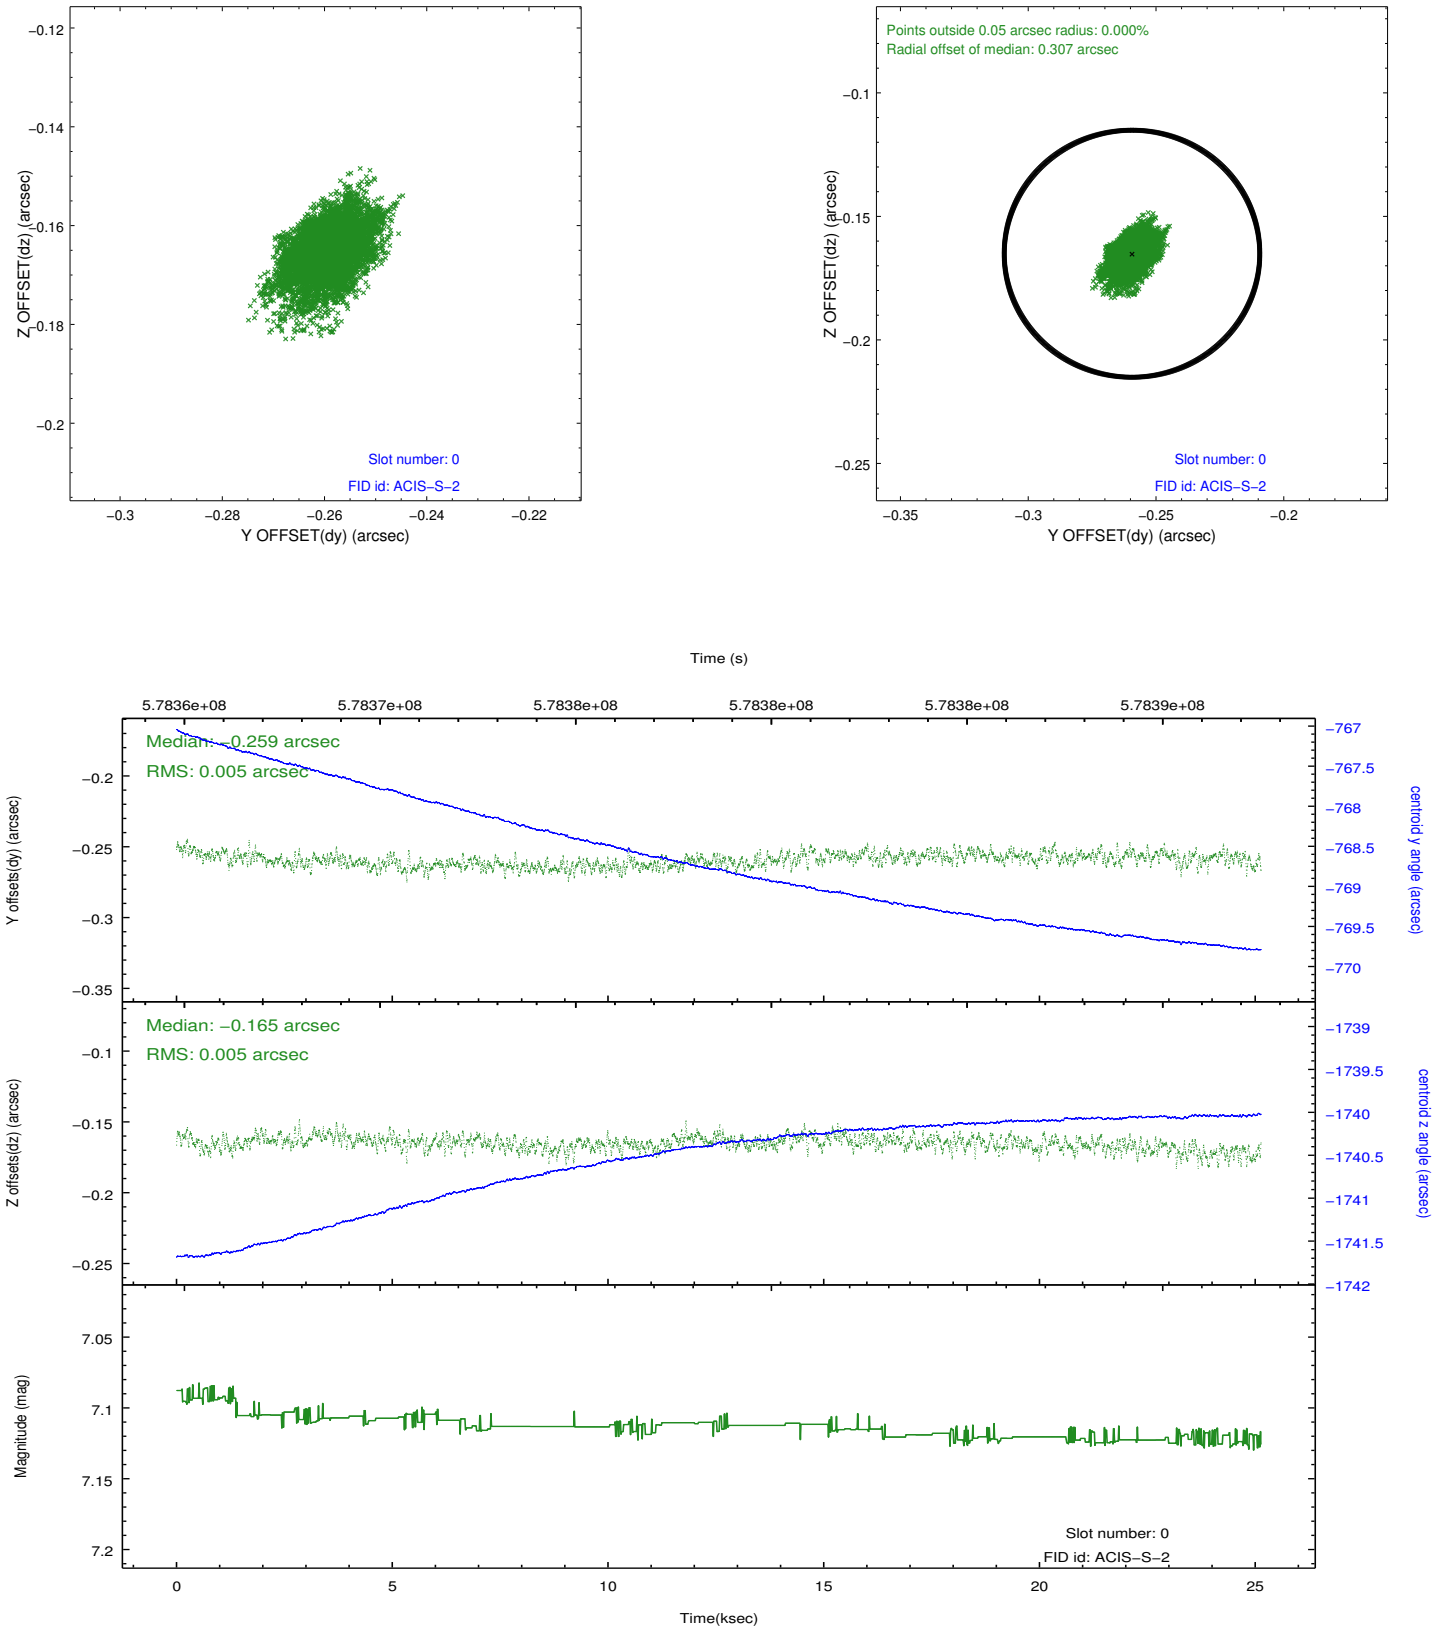 −0.12
−0.14
−0.16
−0.18
−0.2
Z OFFSET(dz) (arcsec)
Slot number: 0
FID id: ACIS−S−2
−0.3 −0.28 −0.26 −0.24 −0.22
Y OFFSET(dy) (arcsec)
Points outside 0.05 arcsec radius: 0.000%
Radial offset of median: 0.307 arcsec
−0.1
−0.15
−0.2
−0.25
Z OFFSET(dz) (arcsec)
Slot number: 0
FID id: ACIS−S−2
−0.35 −0.3 −0.25 −0.2
Y OFFSET(dy) (arcsec)
Time (s)
5.7836e+08 5.7837e+08 5.7838e+08 5.7838e+08 5.7838e+08 5.7839e+08
Median: −0.259 arcsec
RMS: 0.005 arcsec
−0.2
−0.25
−0.3
−0.35
Y offsets(dy) (arcsec)
−767
−767.5
−768
−768.5
−769
−769.5
−770
centroid y angle (arcsec)
Median: −0.165 arcsec
RMS: 0.005 arcsec
−0.1
−0.15
−0.2
−0.25
Z offsets(dz) (arcsec)
−1739
−1739.5
−1740
−1740.5
−1741
−1741.5
−1742
centroid z angle (arcsec)
7.05
7.1
7.15
7.2
Magnitude (mag)
Slot number: 0
FID id: ACIS−S−2
0 5 10 15 20 25
Time(ksec)